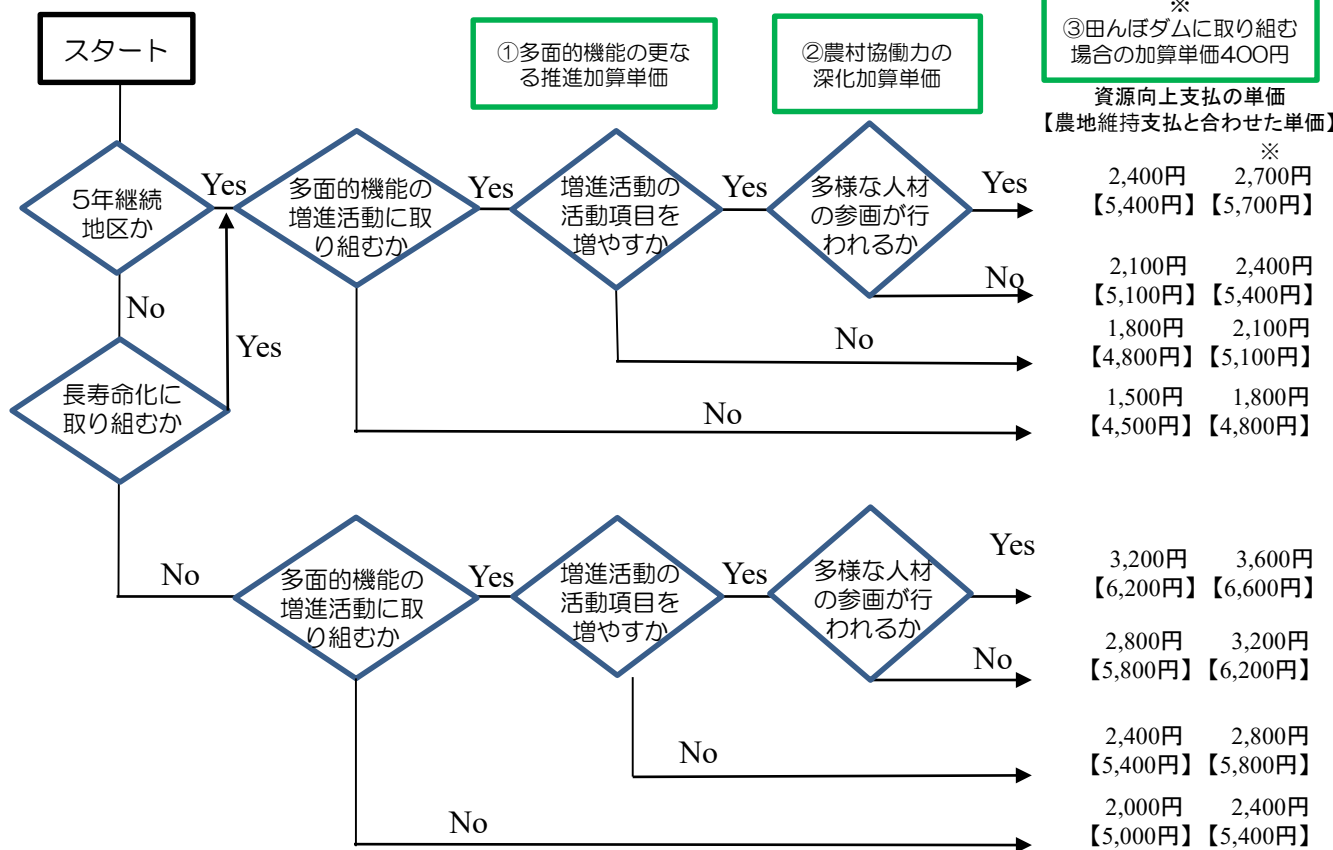 スタート
①多面的機能の更な
る推進加算単価
②農村協働力の
深化加算単価
※
③田んぼダムに取り組む
場合の加算単価400円
資源向上支払の単価
【農地維持支払と合わせた単価】
※
5年継続
地区か
Yes
多面的機能の
増進活動に取
り組むか
Yes
増進活動の
活動項目を
増やすか
Yes
多様な人材
の参画が行
われるか
Yes
2,400円 2,700円
【5,400円】【5,700円】
No
2,100円 2,400円
【5,100円】【5,400円】
No
1,800円 2,100円
【4,800円】【5,100円】
No
1,500円 1,800円
【4,500円】【4,800円】
No
Yes
長寿命化に
取り組むか
No
多面的機能の
増進活動に取
り組むか
Yes
増進活動の
活動項目を
増やすか
Yes
多様な人材
の参画が行
われるか
Yes
3,200円 3,600円
【6,200円】【6,600円】
No
2,800円 3,200円
【5,800円】【6,200円】
No
2,400円 2,800円
【5,400円】【5,800円】
No
2,000円 2,400円
【5,000円】【5,400円】